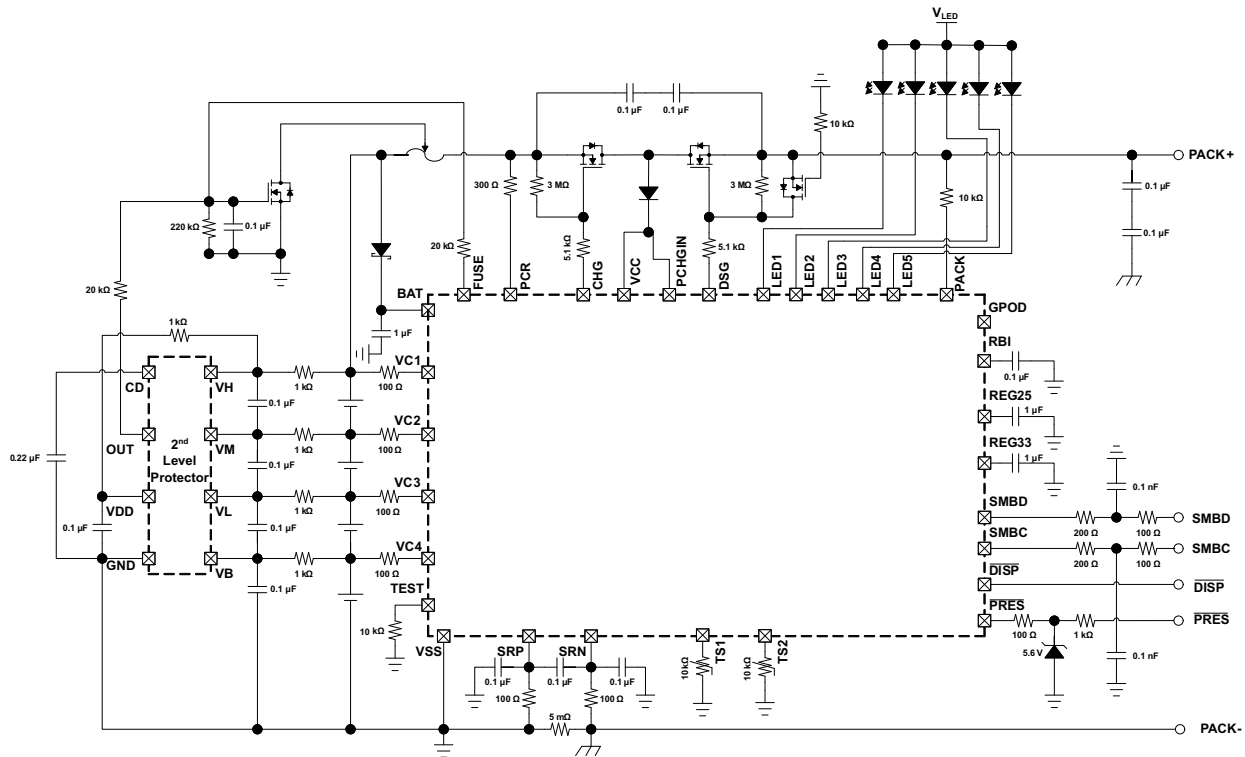 VLED
0.1 µF
0.1 µF
10 kΩ
PACK+
300 Ω
3 MΩ
3 MΩ
10 kΩ
0.1 µF
0.1 µF
220 kΩ
0.1 µF
20 kΩ
5.1 kΩ
5.1 kΩ
20 kΩ
FUSE
PCR
CHG
VCC
PCHGIN
DSG
LED1
LED2
LED3
LED4
LED5
PACK
BAT
1 µF
GPOD
RBI
0.1 µF
1 kΩ
CD
VH
1 kΩ
VC1
100 Ω
0.1 µF
REG25
1 µF
OUT
2nd
Level
Protector
VM
1 kΩ
VC2
100 Ω
0.22 µF
0.1 µF
REG33
1 µF
VDD
VL
1 kΩ
VC3
100 Ω
0.1 µF
0.1 µF
0.1 nF
SMBD
200 Ω
100 Ω
SMBD
GND
VB
1 kΩ
VC4
100 Ω
SMBC
200 Ω
100 Ω
SMBC
0.1 µF
TEST
DISP
DISP
10 kΩ
PRES
100 Ω
1 kΩ
PRES
5.6 V
0.1 nF
VSS
SRP
SRN
TS1
TS2
0.1 µF
0.1 µF
0.1 µF
10 kΩ
10 kΩ
100 Ω
100 Ω
5 mΩ
PACK-